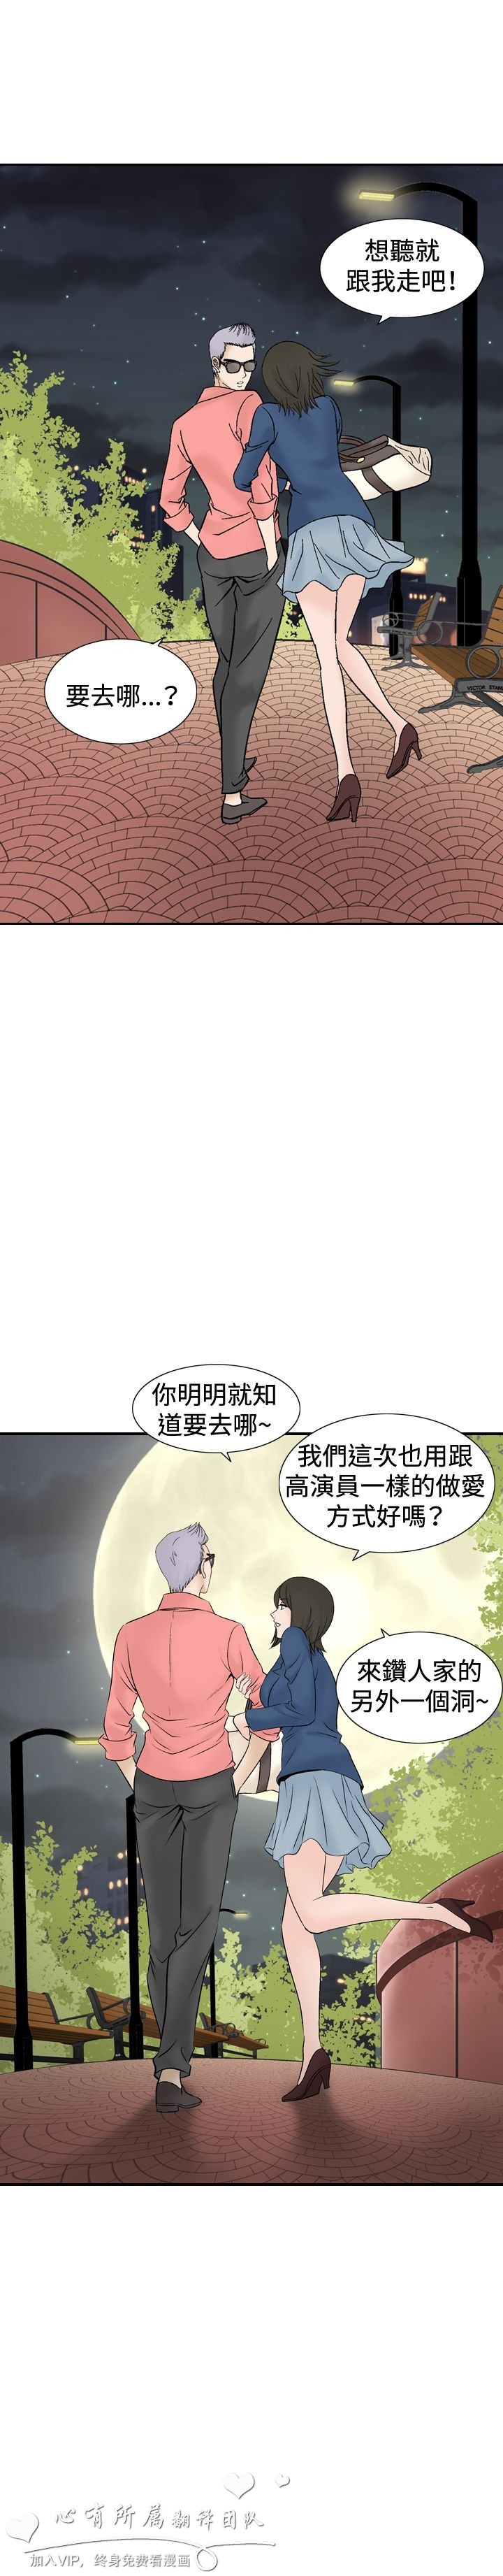 想聽就
跟我走吧!
要去哪...?
VICTOR STANL
你明明就知
道要去哪~
我們這次也用跟
高演員一樣的做愛
方式好嗎?
來鑽人家的
另外一個洞~
心有所属翻译团队
加入VIP，终身免费看漫画